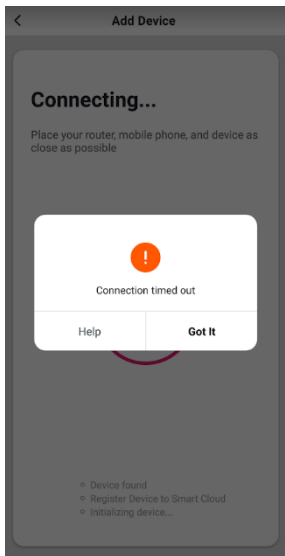 Add Device
Connecting...
Place your router, mobile phone, and device as
close as possible
!
Connection timed out
Help Got It
Device found
Register Device to Smart Cloud
Initializing device...